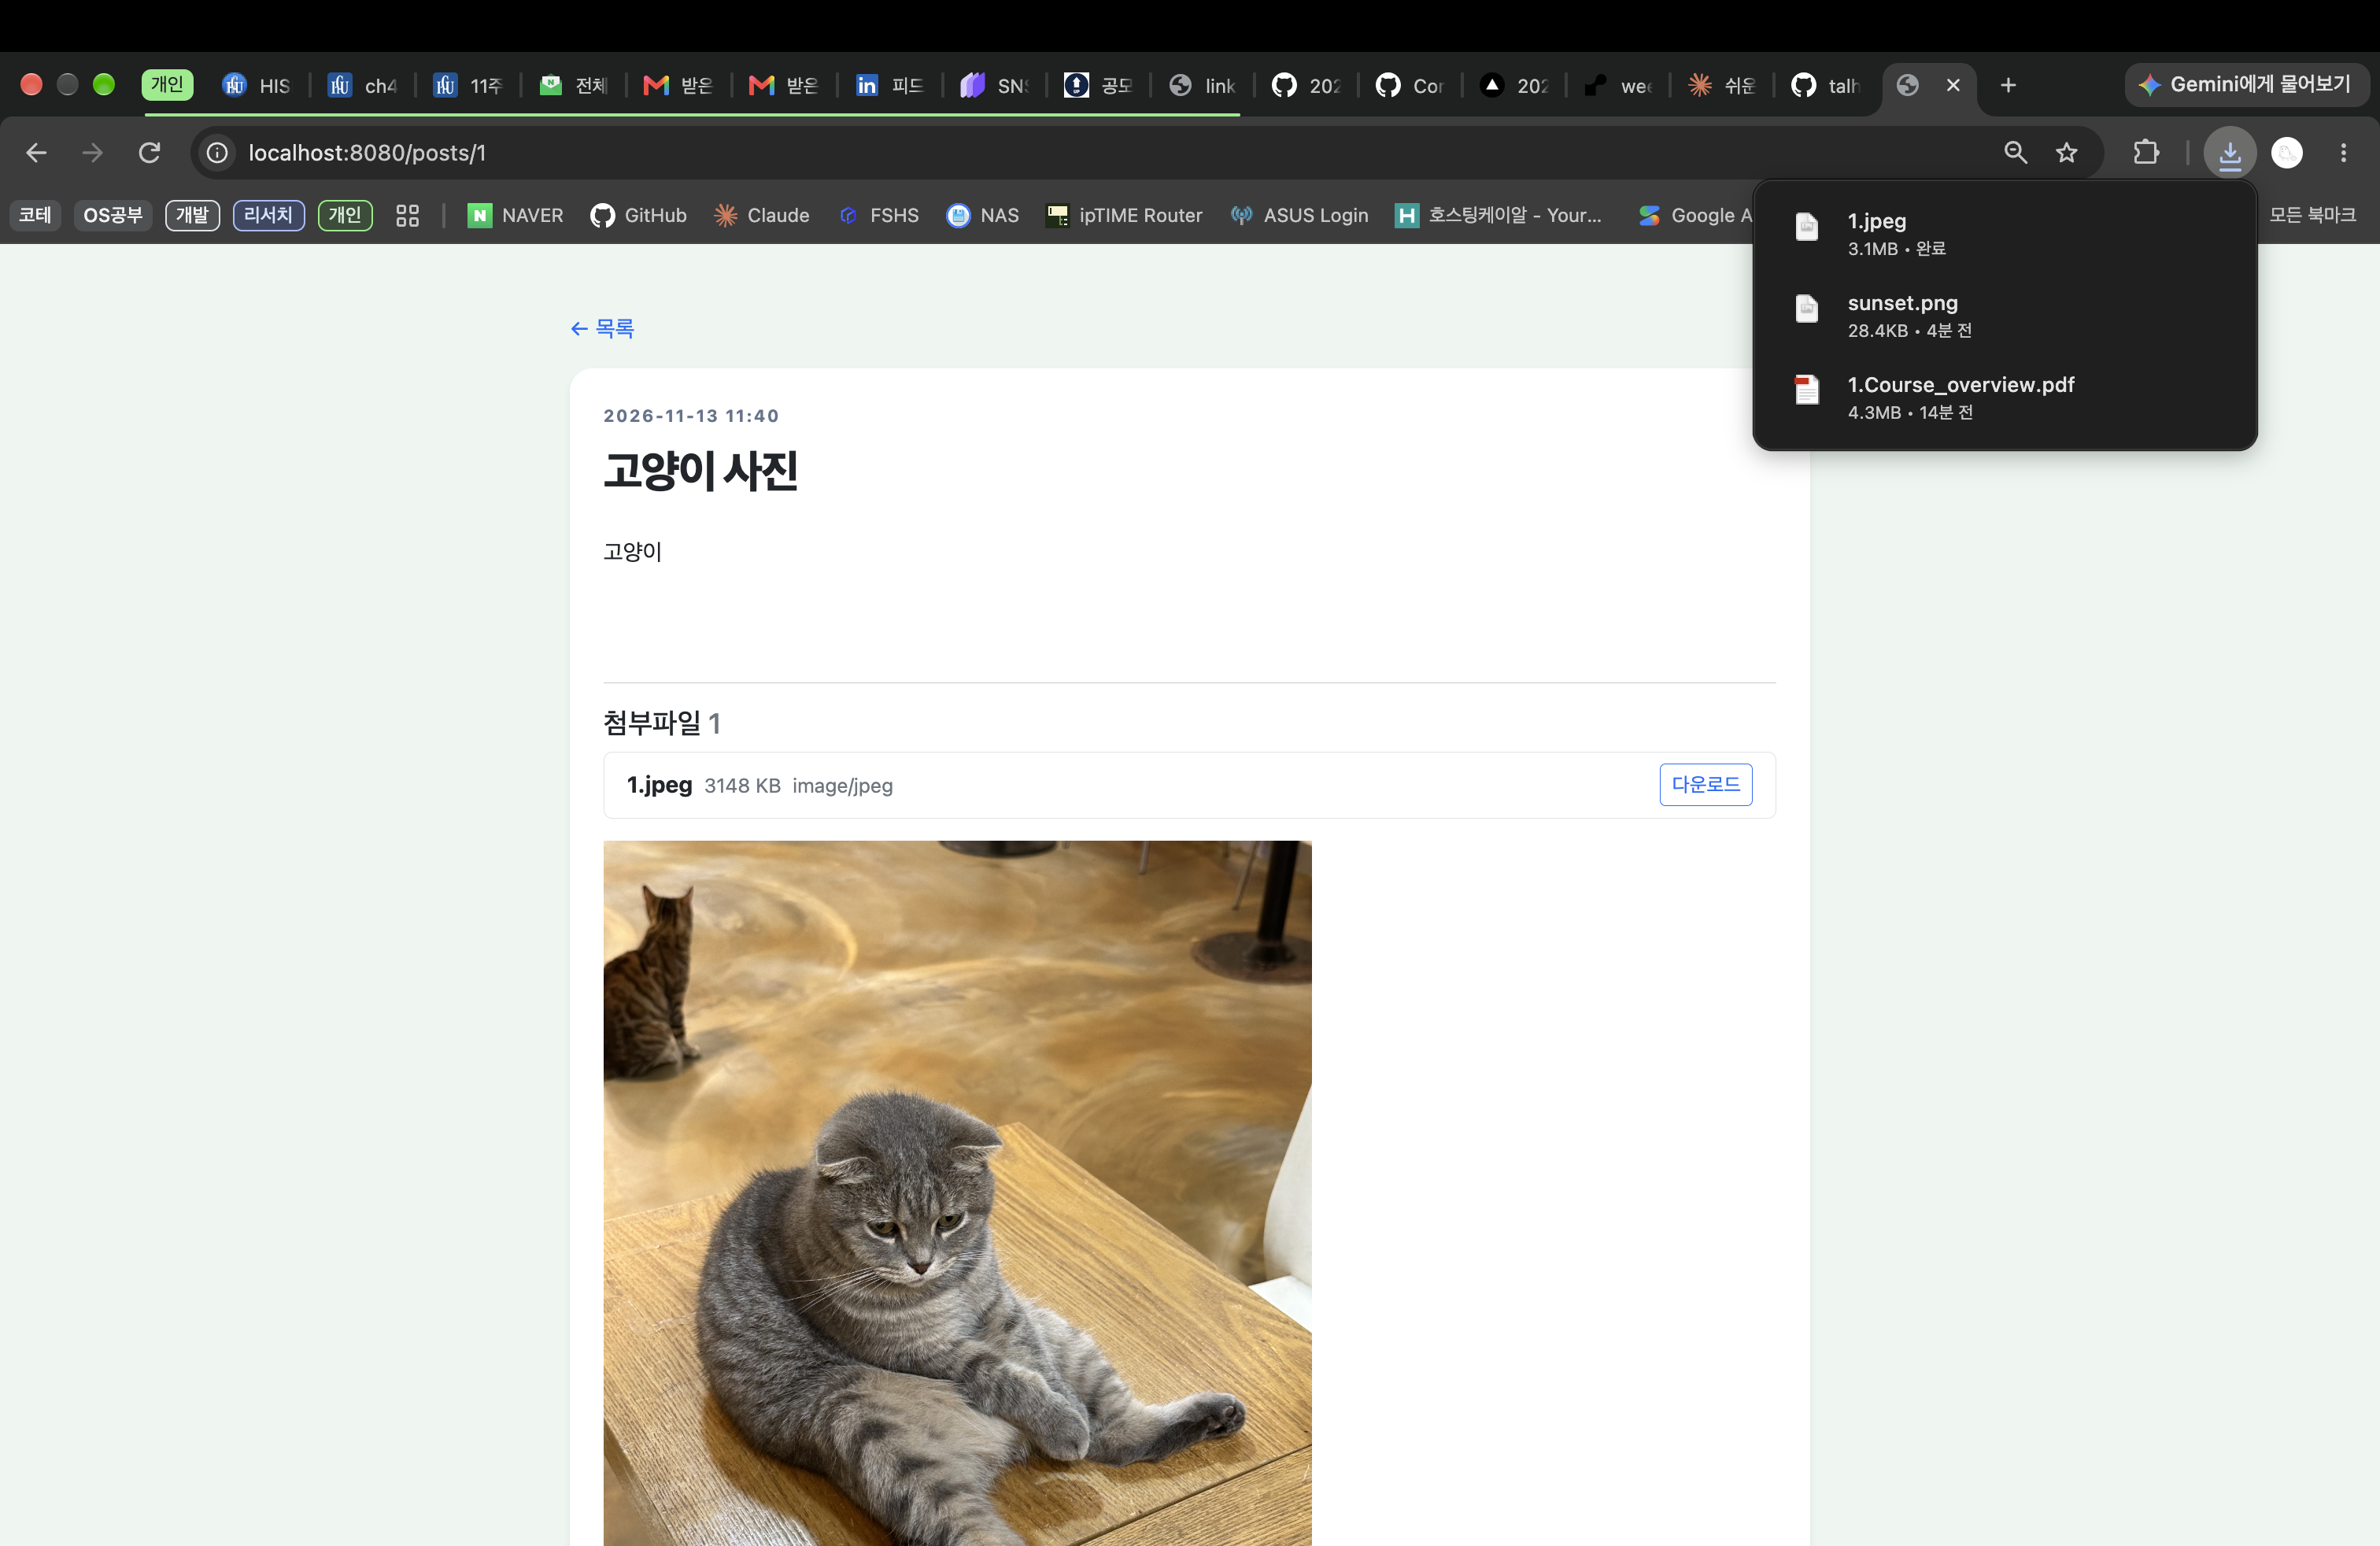 개인
HIS
ch4
11주
전체
받은
받은
피드
SNS
공모
link
202
Cor
202
wee
쉬운
talh
Gemini에게 물어보기
localhost:8080/posts/1
코테
OS공부
개발
리서치
개인
NAVER
GitHub
Claude
FSHS
NAS
ipTIME Router
ASUS Login
호스팅케이알 - Your...
Google A
모든 북마크
1.jpeg
3.1MB • 완료
sunset.png
28.4KB • 4분 전
1.Course_overview.pdf
4.3MB • 14분 전
← 목록
2026-11-13 11:40
고양이 사진
고양이
첨부파일 1
1.jpeg 3148 KB image/jpeg
다운로드